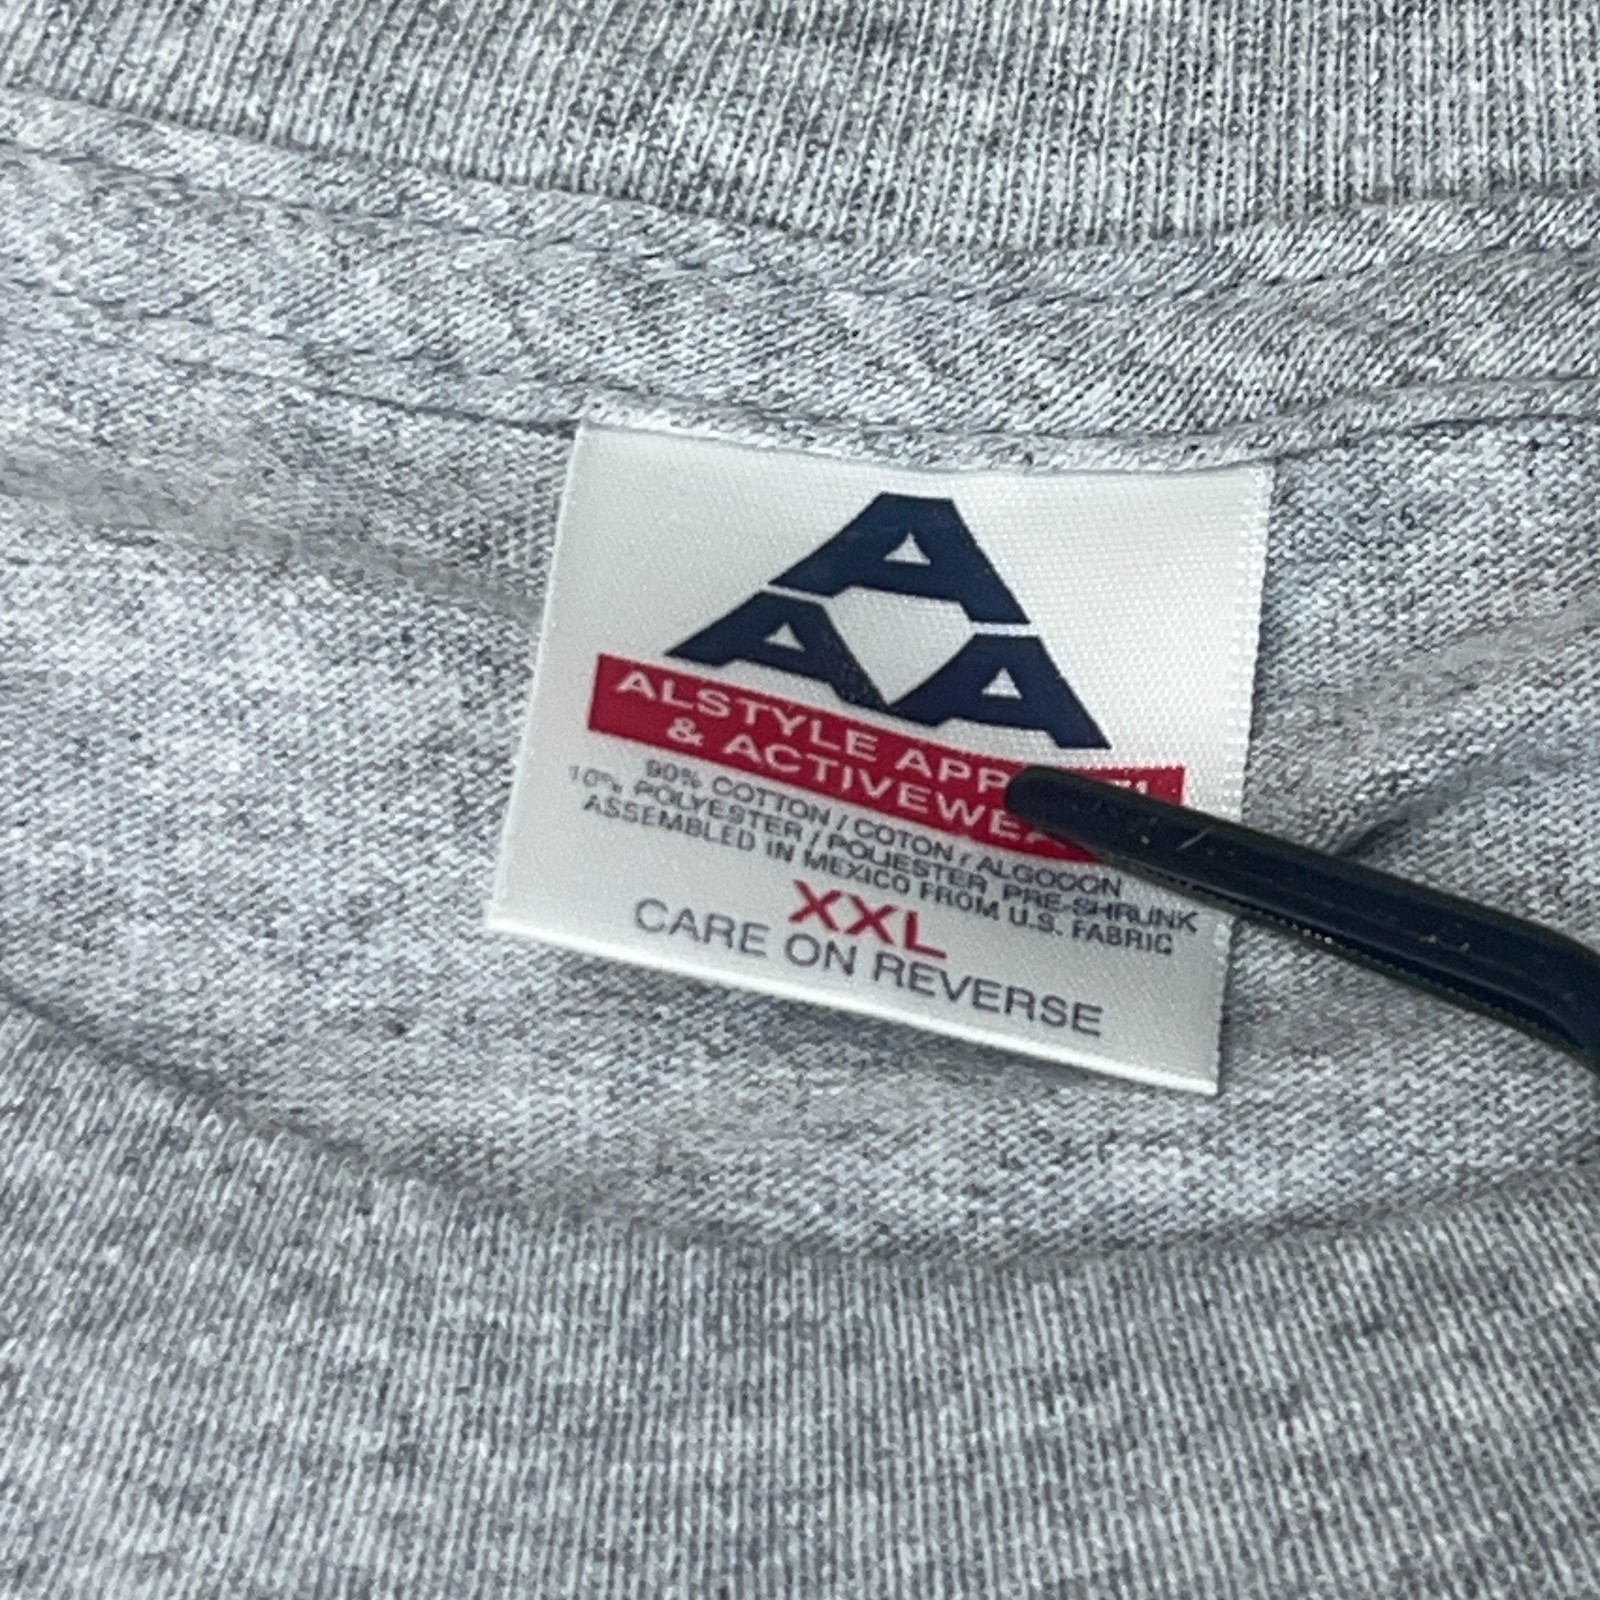 A
A A
ALSTYLE APP
& ACTIVEWEA
90% COTTON / COTON / ALGODON
10% POLYESTER / POLIESTER, PRE-SHRUNK
ASSEMBLED IN MEXICO FROM U.S. FABRIC
XXL
CARE ON REVERSE